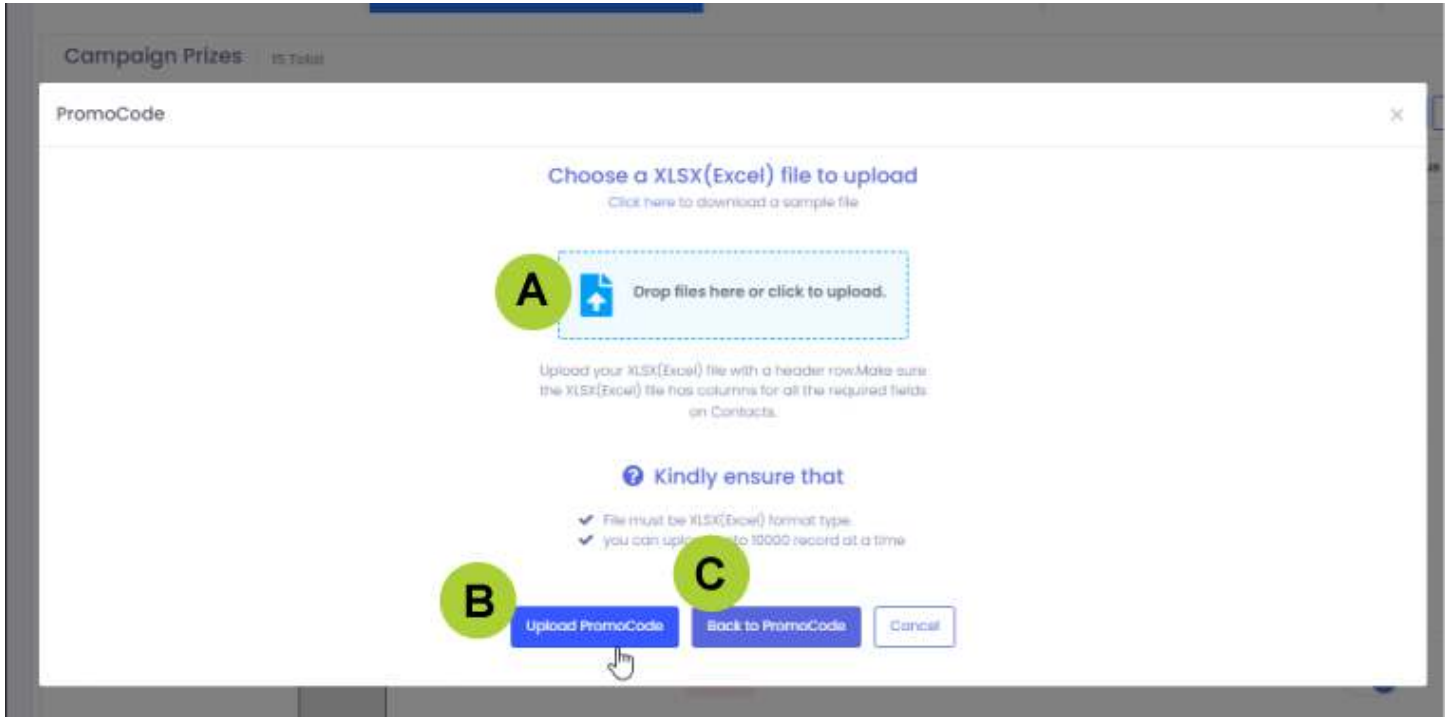 Campaign Prizes 15 Total
PromoCode
Choose a XLSX(Excel) file to upload
Click here to download a sample file
A
Drop files here or click to upload.
Upload your XLSX(Excel) file with a header row.Make sure
the XLSX(Excel) file has columns for all the required fields
on Contacts.
Kindly ensure that
File must be XLSX(Excel) format type
you can to 10000 record at a time
B
C
Upload PromoCode
Back to PromoCode
Cancel